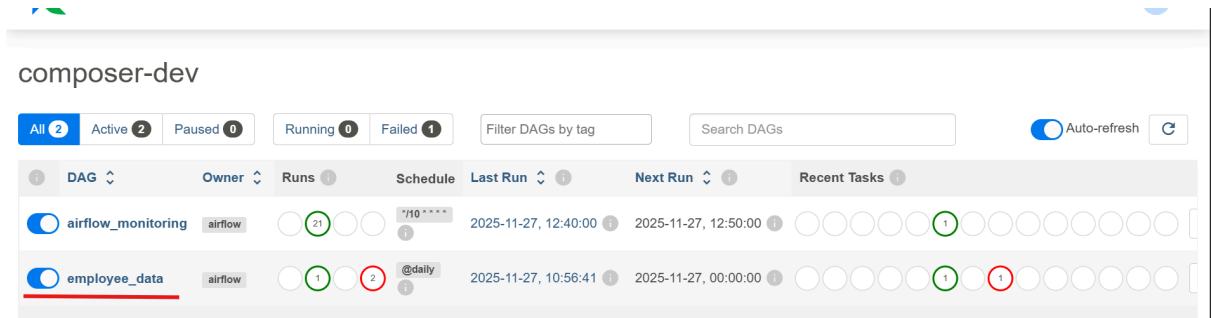 composer-dev
All 2 Active 2 Paused 0 Running 0 Failed 1 Filter DAGs by tag Search DAGs Auto-refresh
i DAG Owner Runs i Schedule Last Run i Next Run i Recent Tasks i
airflow_monitoring airflow 21 */10 * * * * i 2025-11-27, 12:40:00 i 2025-11-27, 12:50:00 i 1
employee_data airflow 1 2 @daily i 2025-11-27, 10:56:41 i 2025-11-27, 00:00:00 i 1 1